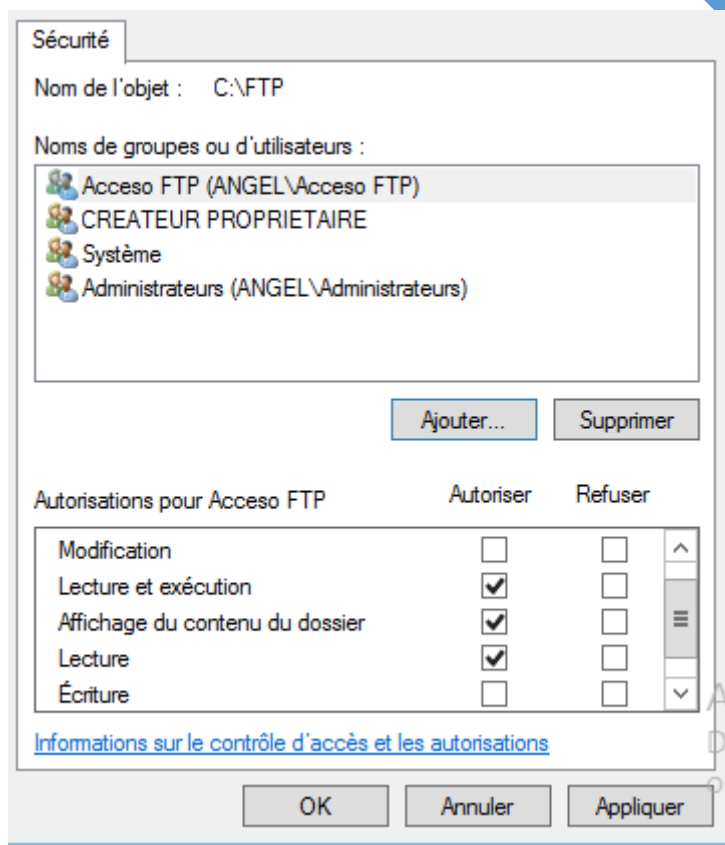 Sécurité
Nom de l'objet : C:\FTP
Noms de groupes ou d'utilisateurs :
Acceso FTP (ANGEL\Acceso FTP)
CREATEUR PROPRIETAIRE
Système
Administrateurs (ANGEL\Administrateurs)
Ajouter... Supprimer
Autorisations pour Acceso FTP Autoriser Refuser
Modification
Lecture et exécution
Affichage du contenu du dossier
Lecture
Écriture
Informations sur le contrôle d'accès et les autorisations
OK Annuler Appliquer